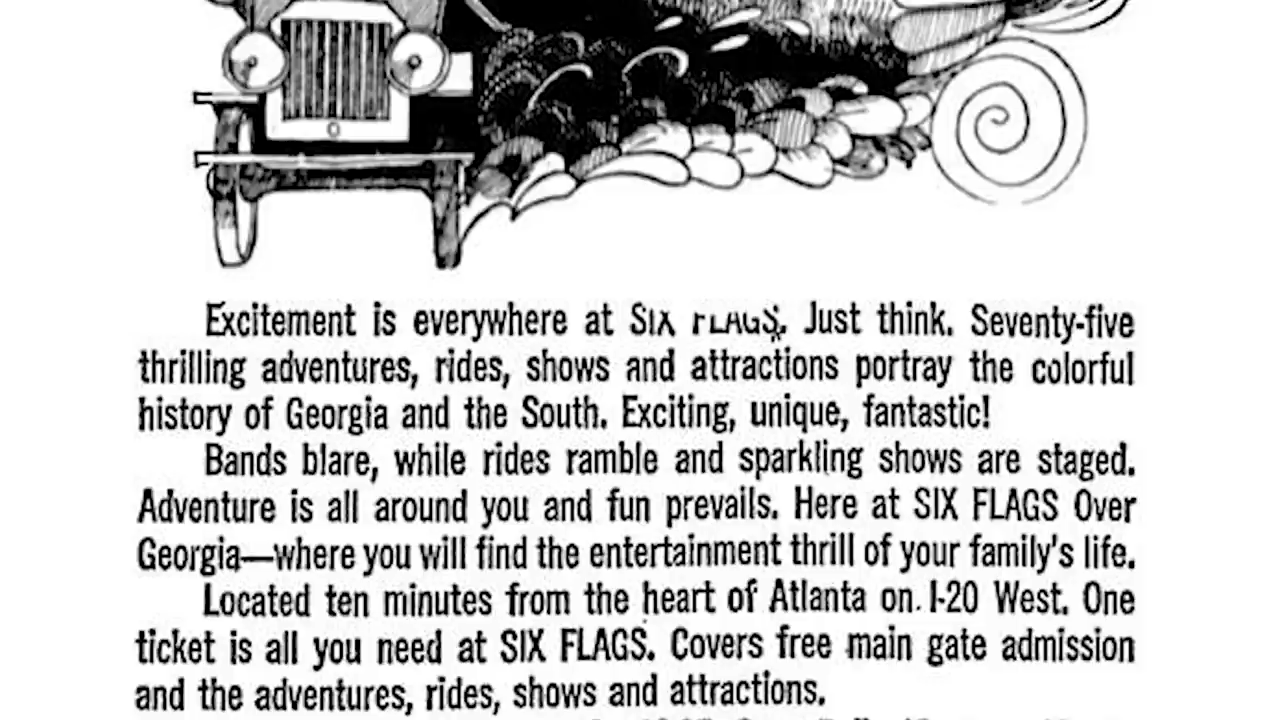 Excitement is everywhere at SIX FLAGS. Just think. Seventy-five
thrilling adventures, rides, shows and attractions portray the colorful
history of Georgia and the South. Exciting, unique, fantastic!
Bands blare, while rides ramble and sparkling shows are staged.
Adventure is all around you and fun prevails. Here at SIX FLAGS Over
Georgia—where you will find the entertainment thrill of your family's life.
Located ten minutes from the heart of Atlanta on I-20 West. One
ticket is all you need at SIX FLAGS. Covers free main gate admission
and the adventures, rides, shows and attractions.